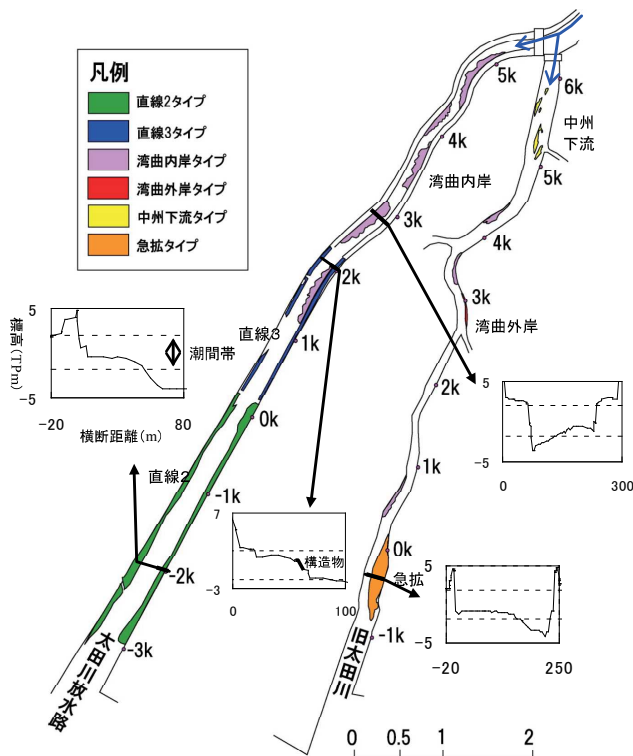 凡例
直線2タイプ
直線3タイプ
湾曲内岸タイプ
湾曲外岸タイプ
中州下流タイプ
急拡タイプ
5k
6k
中州
下流
4k
5k
湾曲内岸
3k
4k
2k
3k
湾曲外岸
直線3
1k
2k
0k
1k
直線2
-1k
0k
-2k
急拡
-1k
-3k
太田川放水路
旧太田川
5
-5
標高(TPm)
潮間帯
-20
80
横断距離(m)
5
-5
0
300
7
-3
構造物
0
100
5
-5
-20
250
0
0.5
1
2